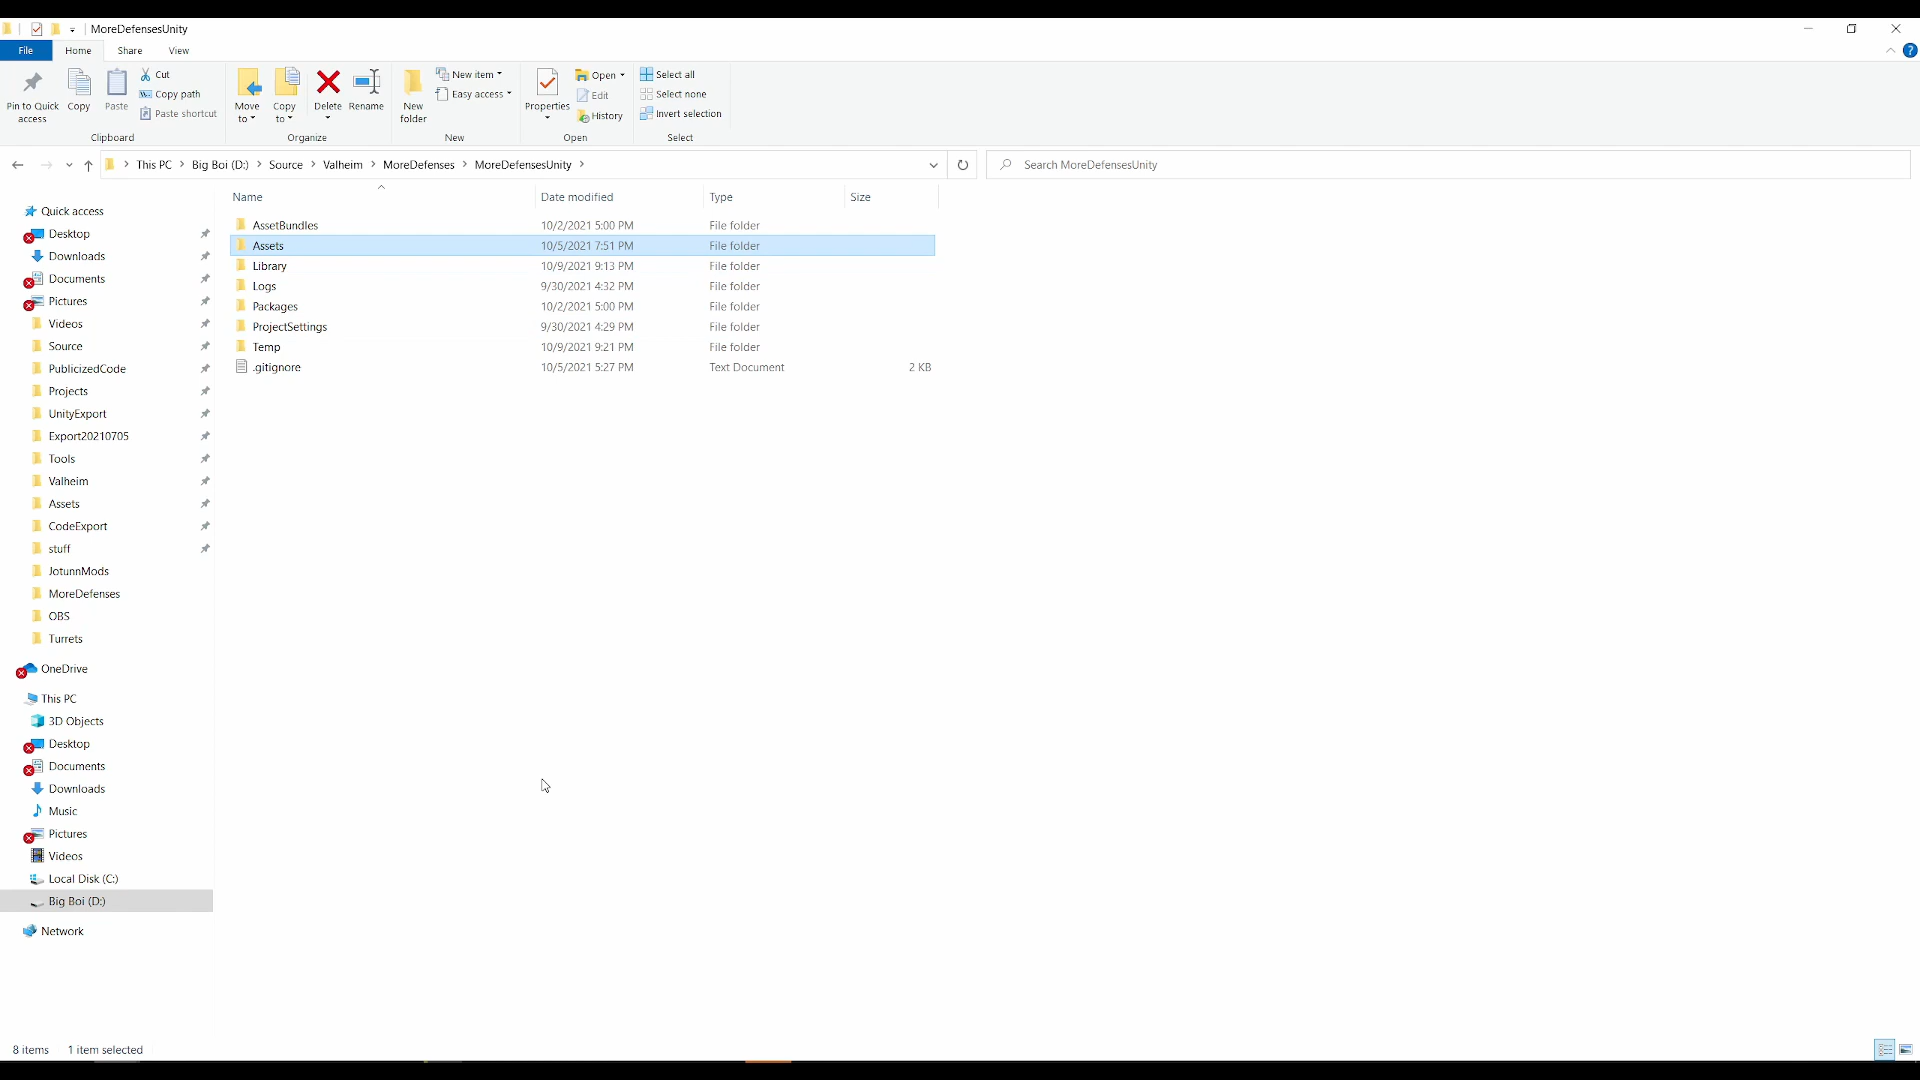 MoreDefensesUnity
File Home Share View
Pin to Quick access
Copy
Paste
Cut
Copy path
Paste shortcut
Clipboard
Move to
Copy to
Delete
Rename
Organize
New folder
New item
Easy access
New
Properties
Open
Edit
History
Open
Select all
Select none
Invert selection
Select
This PC Big Boi (D:) Source Valheim MoreDefenses MoreDefensesUnity
Search MoreDefensesUnity
Name Date modified Type Size
AssetBundles 10/2/2021 5:00 PM File folder
Assets 10/5/2021 7:51 PM File folder
Library 10/9/2021 9:13 PM File folder
Logs 9/30/2021 4:32 PM File folder
Packages 10/2/2021 5:00 PM File folder
ProjectSettings 9/30/2021 4:29 PM File folder
Temp 10/9/2021 9:21 PM File folder
.gitignore 10/5/2021 5:27 PM Text Document 2 KB
Quick access
Desktop
Downloads
Documents
Pictures
Videos
Source
PublicizedCode
Projects
UnityExport
Export20210705
Tools
Valheim
Assets
CodeExport
stuff
JotunnMods
MoreDefenses
OBS
Turrets
OneDrive
This PC
3D Objects
Desktop
Documents
Downloads
Music
Pictures
Videos
Local Disk (C:)
Big Boi (D:)
Network
8 items 1 item selected